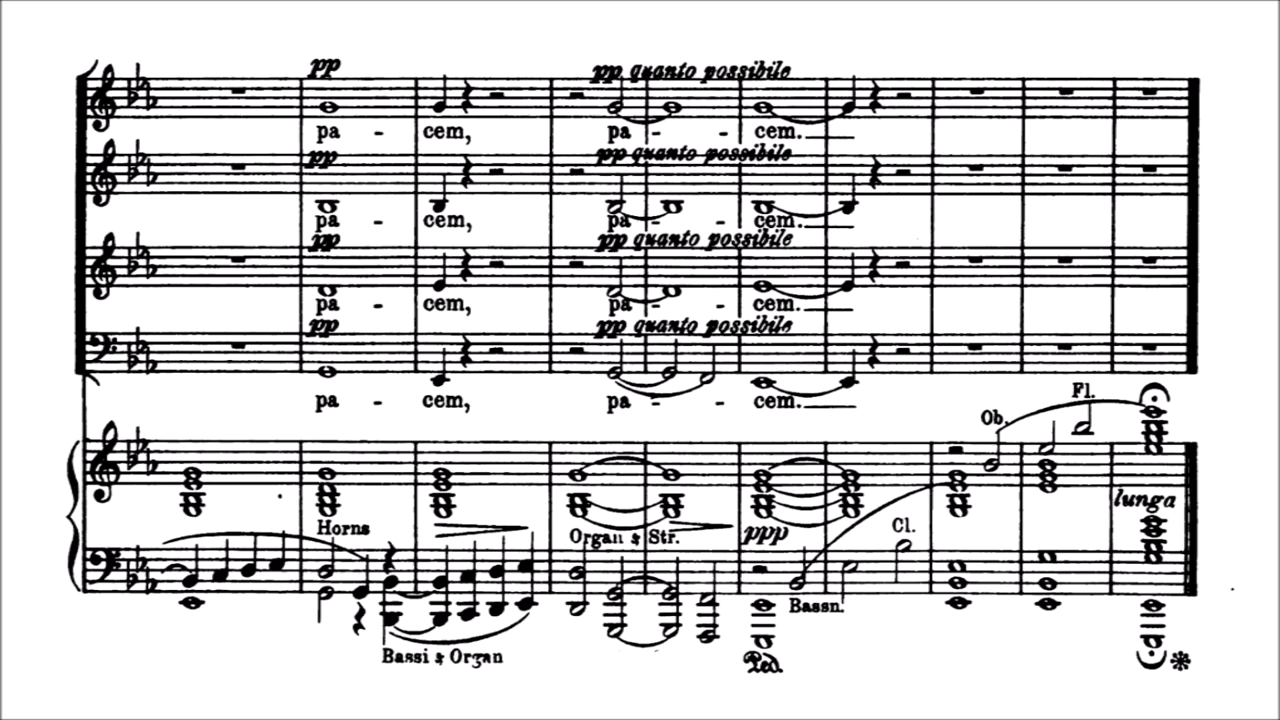 pp
pp quanto possibile
pa - cem, pa - - cem.
pp
pp quanto possibile
pa - cem, pa - - cem.
pp
pp quanto possibile
pa - cem, pa - - cem.
pp
pp quanto possibile
pa - cem, pa - - cem.
Ob.
Fl.
lunga
Horns
Organ & Str.
ppp
Cl.
Bassn.
Bassi & Organ
Ped.